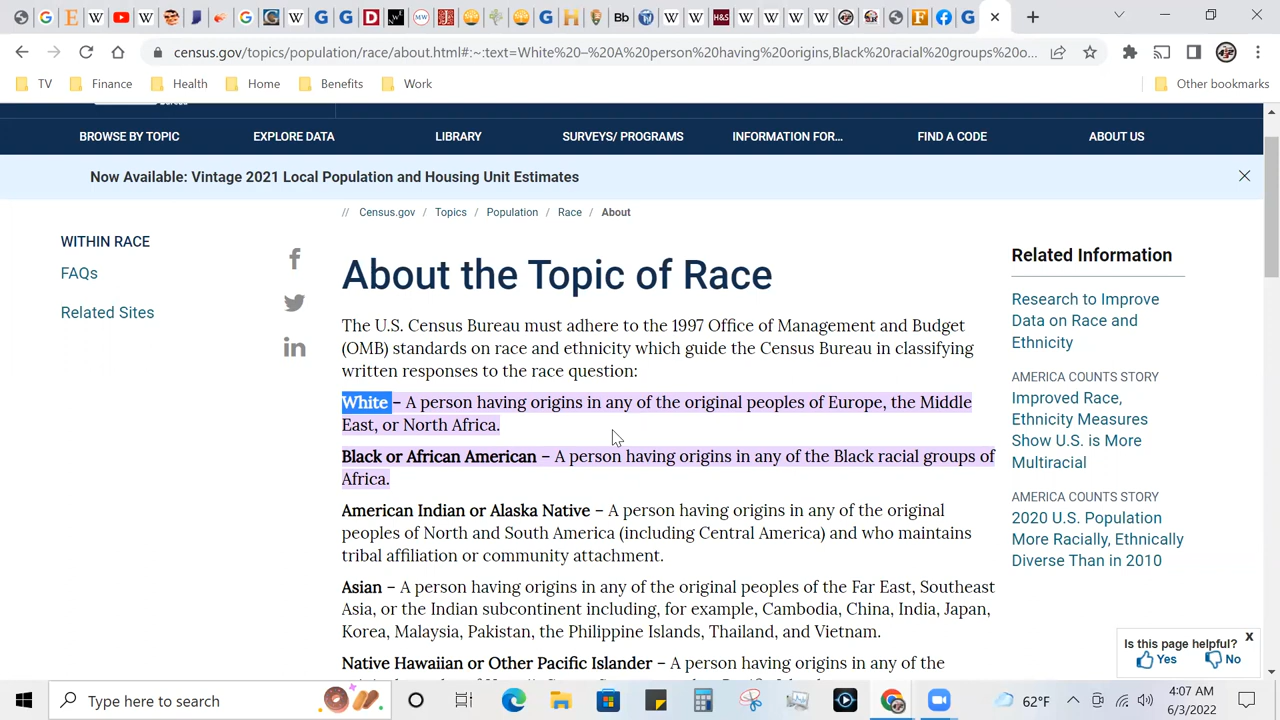 census.gov/topics/population/race/about.html#:~:text=White%20–%20A%20person%20having%20origins,Black%20racial%20groups%20o...
TV Finance Health Home Benefits Work Other bookmarks
BROWSE BY TOPIC EXPLORE DATA LIBRARY SURVEYS/ PROGRAMS INFORMATION FOR... FIND A CODE ABOUT US
Now Available: Vintage 2021 Local Population and Housing Unit Estimates
// Census.gov / Topics / Population / Race / About
WITHIN RACE
FAQs
Related Sites
About the Topic of Race
The U.S. Census Bureau must adhere to the 1997 Office of Management and Budget
(OMB) standards on race and ethnicity which guide the Census Bureau in classifying
written responses to the race question:
White – A person having origins in any of the original peoples of Europe, the Middle
East, or North Africa.
Black or African American – A person having origins in any of the Black racial groups of
Africa.
American Indian or Alaska Native – A person having origins in any of the original
peoples of North and South America (including Central America) and who maintains
tribal affiliation or community attachment.
Asian – A person having origins in any of the original peoples of the Far East, Southeast
Asia, or the Indian subcontinent including, for example, Cambodia, China, India, Japan,
Korea, Malaysia, Pakistan, the Philippine Islands, Thailand, and Vietnam.
Native Hawaiian or Other Pacific Islander – A person having origins in any of the
Related Information
Research to Improve
Data on Race and
Ethnicity
AMERICA COUNTS STORY
Improved Race,
Ethnicity Measures
Show U.S. is More
Multiracial
AMERICA COUNTS STORY
2020 U.S. Population
More Racially, Ethnically
Diverse Than in 2010
Is this page helpful? X
Yes No
Type here to search
62°F
4:07 AM
6/3/2022